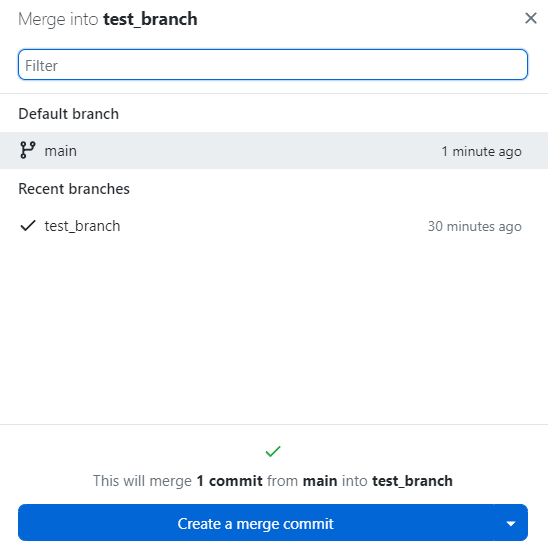 Merge into test_branch
Filter
Default branch
main 1 minute ago
Recent branches
test_branch 30 minutes ago
This will merge 1 commit from main into test_branch
Create a merge commit